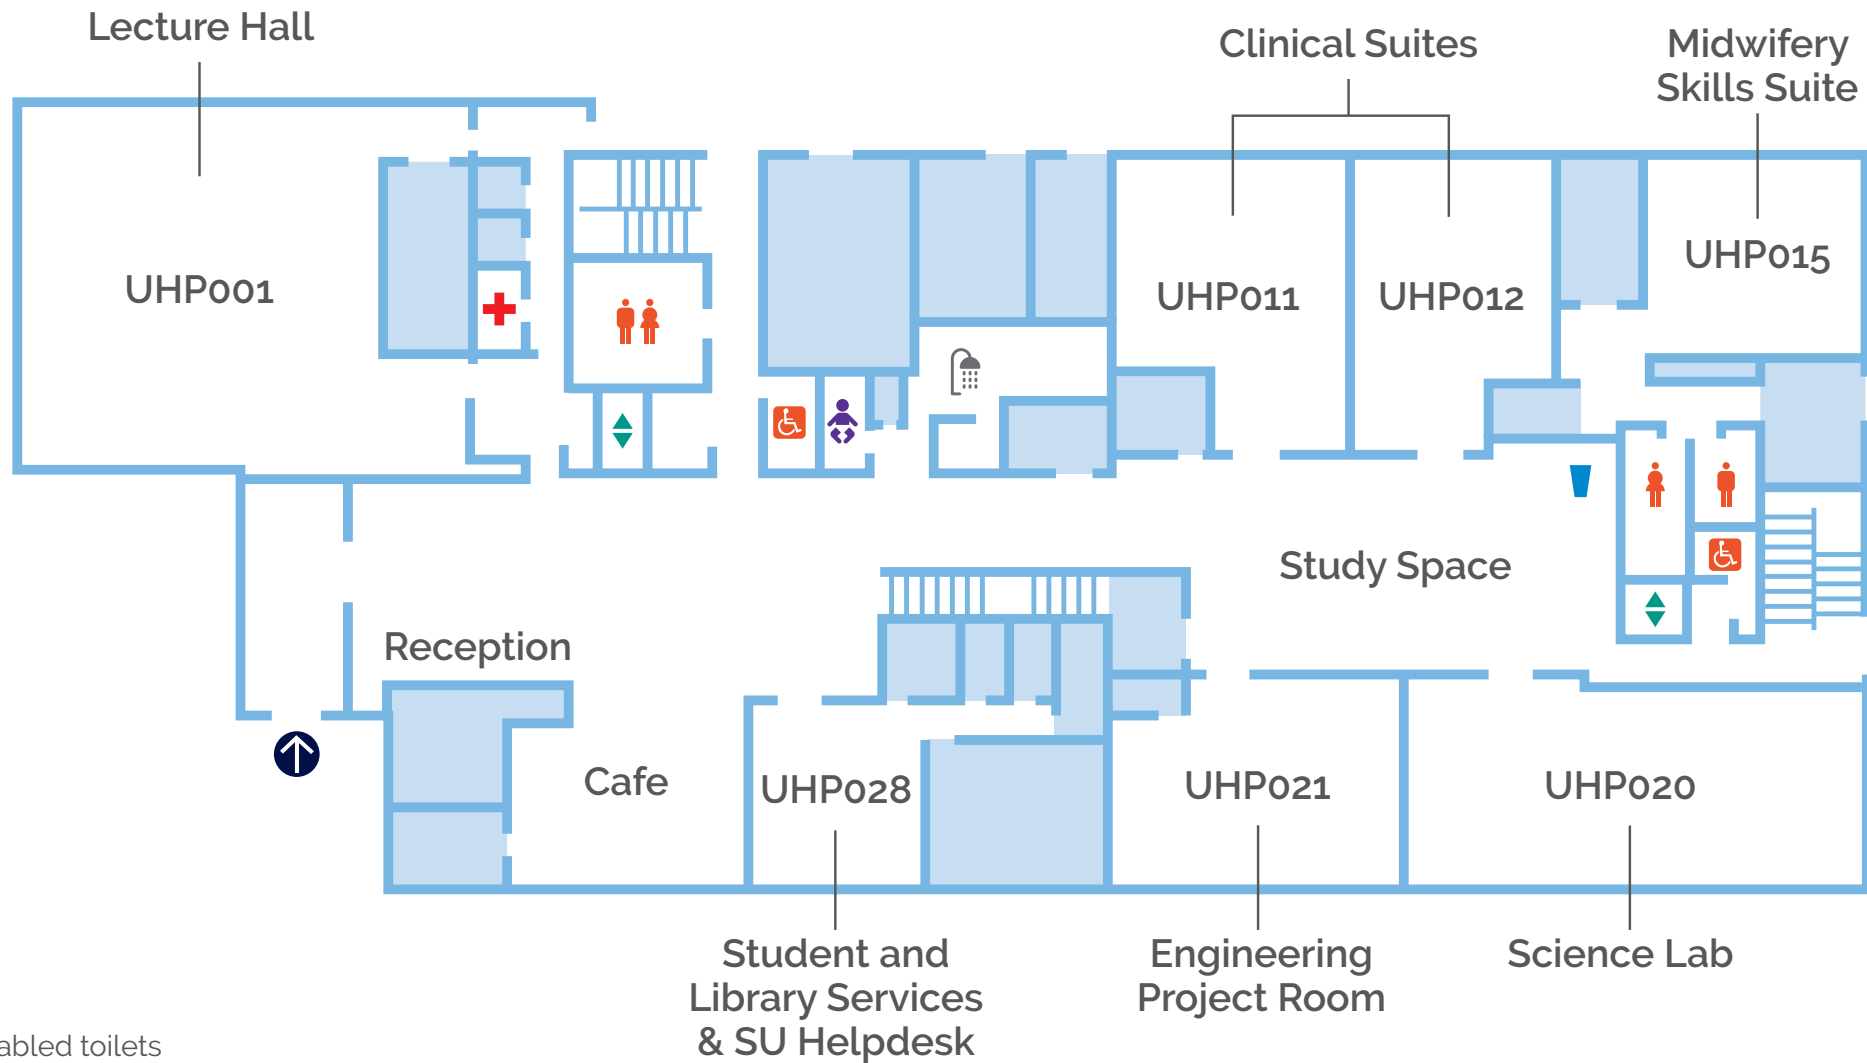 Lecture Hall
Clinical Suites
Midwifery
Skills Suite
UHP001
UHP011
UHP012
UHP015
Study Space
Reception
Cafe
UHP028
UHP021
UHP020
Student and
Library Services
& SU Helpdesk
Engineering
Project Room
Science Lab
abled toilets